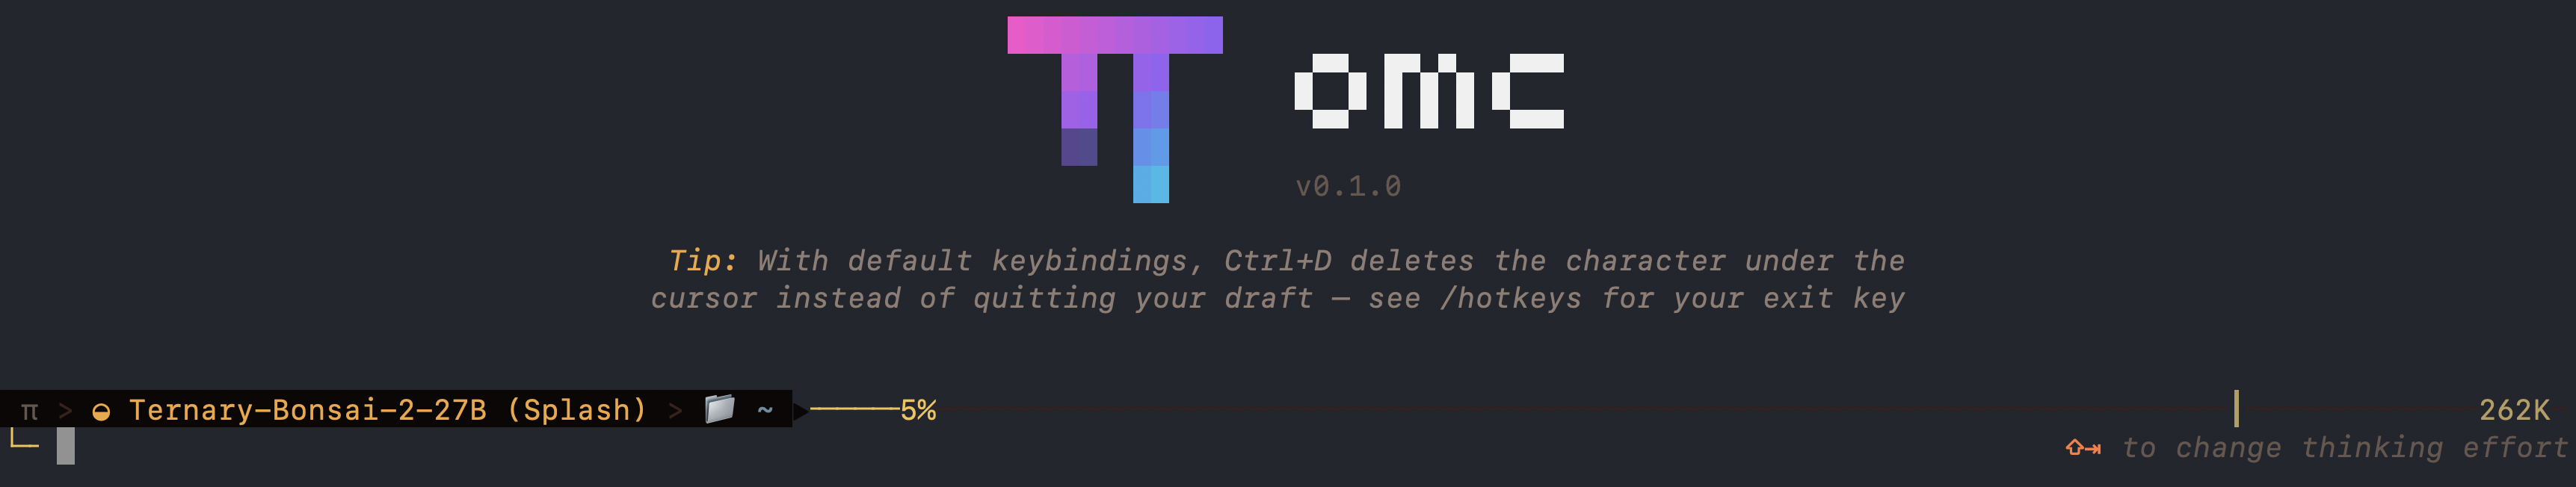 omc
v0.1.0
Tip: With default keybindings, Ctrl+D deletes the character under the
cursor instead of quitting your draft — see /hotkeys for your exit key
π > ◒ Ternary-Bonsai-2-27B (Splash) > 📁 ~ 5% 262K
⇧⇥ to change thinking effort